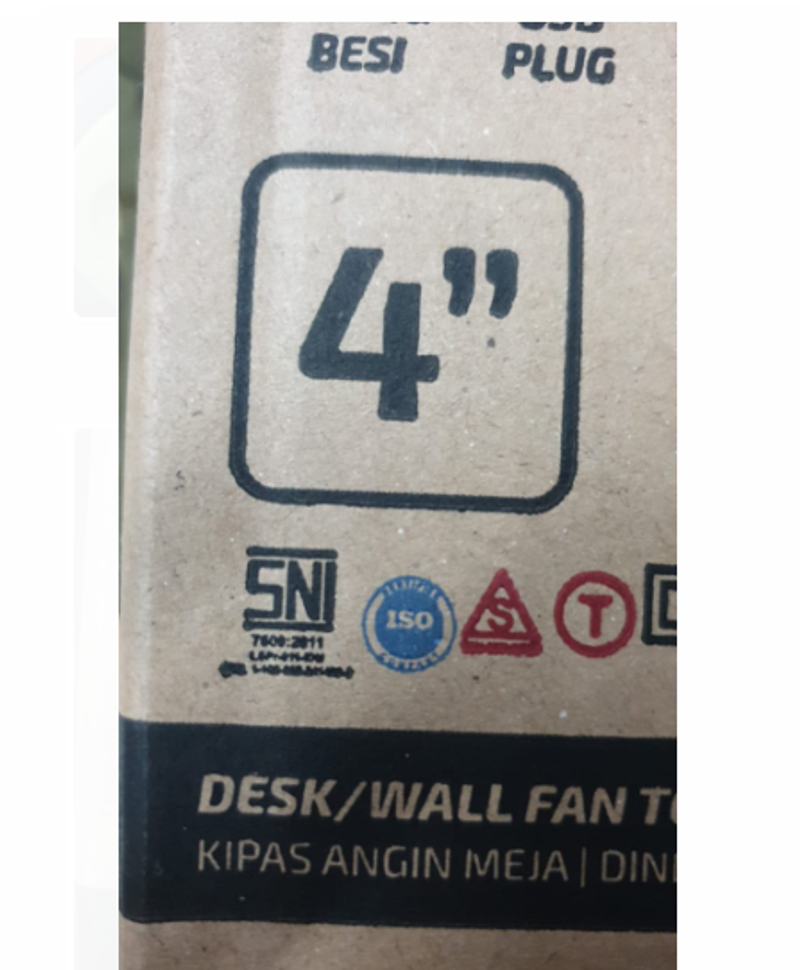 BESI
PLUG
4”
SNI
ISO
S
T
DESK/WALL FAN
KIPAS ANGIN MEJA |